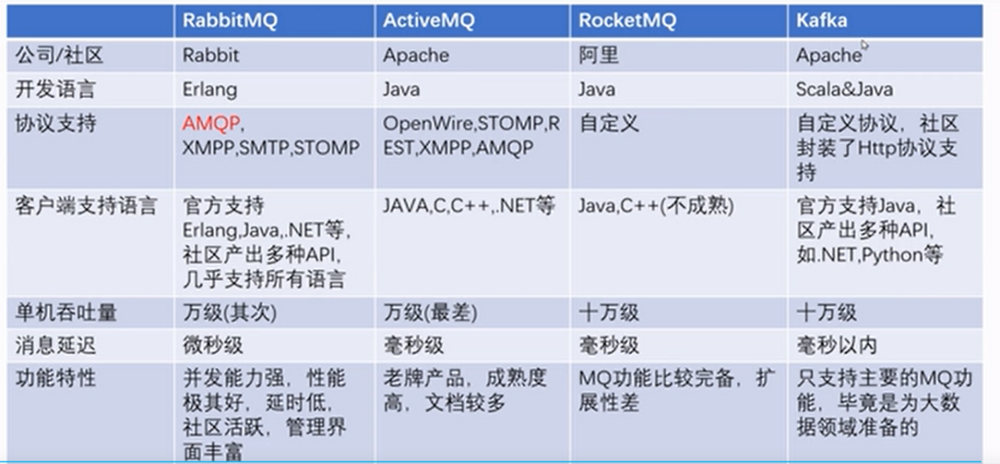 RabbitMQ ActiveMQ RocketMQ Kafka
公司/社区 Rabbit Apache 阿里 Apache
开发语言 Erlang Java Java Scala&Java
协议支持
AMQP,
XMPP,SMTP,STOMP
OpenWire,STOMP,R
EST,XMPP,AMQP
自定义
自定义协议，社区
封装了Http协议支
持
客户端支持语言
官方支持
Erlang,Java,.NET等,
社区产出多种API,
几乎支持所有语言
JAVA,C,C++,.NET等
Java,C++(不成熟)
官方支持Java，社
区产出多种API,
如.NET,Python等
单机吞吐量 万级(其次) 万级(最差) 十万级 十万级
消息延迟 微秒级 毫秒级 毫秒级 毫秒以内
功能特性
并发能力强，性能
极其好，延时低，
社区活跃，管理界
面丰富
老牌产品，成熟度
高，文档较多
MQ功能比较完备，扩
展性差
只支持主要的MQ功
能，毕竟是为大数
据领域准备的